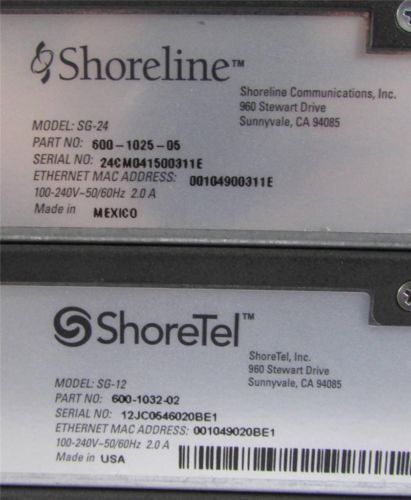 Shoreline™
Shoreline Communications, Inc.
960 Stewart Drive
Sunnyvale, CA 94085
MODEL: SG-24
PART NO: 600-1025-05
SERIAL NO: 24CM041500311E
ETHERNET MAC ADDRESS: 00104900311E
100-240V~50/60Hz 2.0 A
Made in MEXICO
ShoreTel™
ShoreTel, Inc.
960 Stewart Drive
Sunnyvale, CA 94085
MODEL: SG-12
PART NO: 600-1032-02
SERIAL NO: 12JC0546020BE1
ETHERNET MAC ADDRESS: 001049020BE1
100-240V~50/60Hz 2.0 A
Made in USA